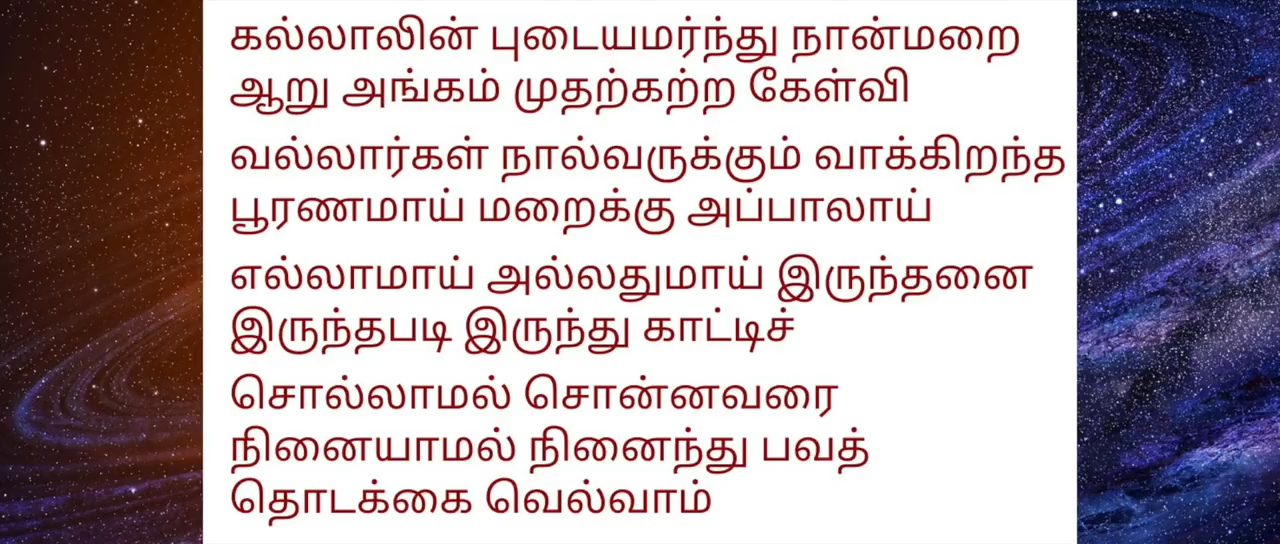 கல்லாலின் புடையமர்ந்து நான்மறை
ஆறு அங்கம் முதற்கற்ற கேள்வி
வல்லார்கள் நால்வருக்கும் வாக்கிறந்த
பூரணமாய் மறைக்கு அப்பாலாய்
எல்லாமாய் அல்லதுமாய் இருந்தனை
இருந்தபடி இருந்து காட்டிச்
சொல்லாமல் சொன்னவரை
நினையாமல் நினைந்து பவத்
தொடக்கை வெல்வாம்